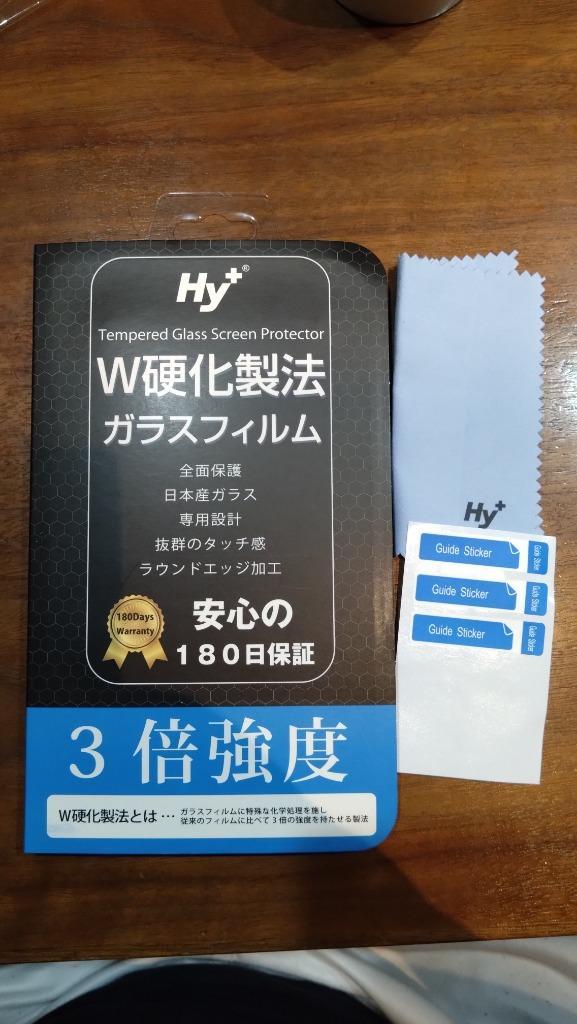 Hy+®
Tempered Glass Screen Protector
W硬化製法
ガラスフィルム
全面保護
日本産ガラス
専用設計
抜群のタッチ感
ラウンドエッジ加工
180Days
Warranty
安心の
180日保証
3倍強度
W硬化製法とは…
ガラスフィルムに特殊な化学処理を施し
従来のフィルムに比べて3倍の強度を持たせる製法
Hy+
Guide Sticker
Guide Sticker
Guide Sticker
Guide Sticker
Guide Sticker
Guide Sticker